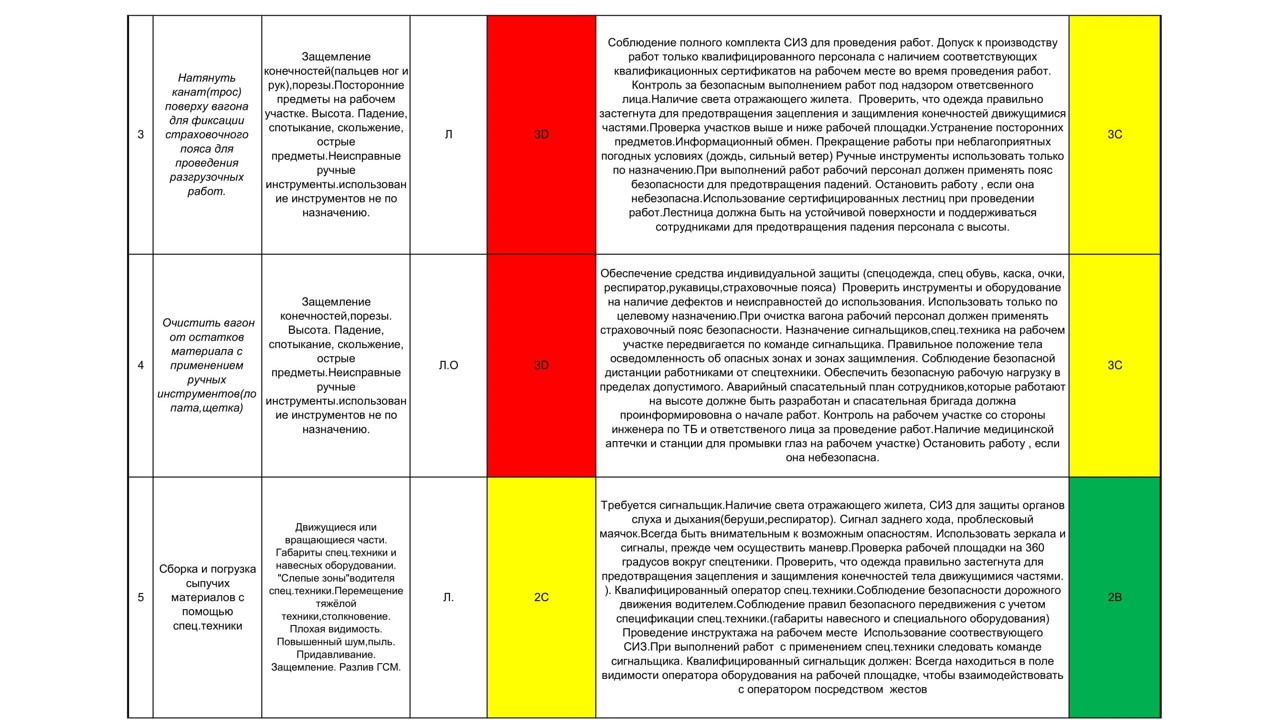 3
Натянуть
канат(трос)
поверху вагона
для фиксации
страховочного
пояса для
проведения
разгрузочных
работ.
Защемление
конечностей(пальцев ног и
рук),порезы.Посторонние
предметы на рабочем
участке. Высота. Падение,
спотыкание, скольжение,
острые
предметы.Неисправные
ручные
инструменты.использован
ие инструментов не по
назначению.
Л
3D
Соблюдение полного комплекта СИЗ для проведения работ. Допуск к производству
работ только квалифицированного персонала с наличием соответствующих
квалификационных сертификатов на рабочем месте во время проведения работ.
Контроль за безопасным выполнением работ под надзором ответсвенного
лица.Наличие света отражающего жилета. Проверить, что одежда правильно
застегнута для предотвращения зацепления и защимления конечностей движущимися
частями.Проверка участков выше и ниже рабочей площадки.Устранение посторонних
предметов.Информационный обмен. Прекращение работы при неблагоприятных
погодных условиях (дождь, сильный ветер) Ручные инструменты использовать только
по назначению.При выполнений работ рабочий персонал должен применять пояс
безопасности для предотвращения падений. Остановить работу , если она
небезопасна.Использование сертифицированных лестниц при проведении
работ.Лестница должна быть на устойчивой поверхности и поддерживаться
сотрудниками для предотвращения падения персонала с высоты.
3C
4
Очистить вагон
от остатков
материала с
применением
ручных
инструментов(ло
пата,щетка)
Защемление
конечностей,порезы.
Высота. Падение,
спотыкание, скольжение,
острые
предметы.Неисправные
ручные
инструменты.использован
ие инструментов не по
назначению.
Л.О
3D
Обеспечение средства индивидуальной защиты (спецодежда, спец обувь, каска, очки,
респиратор,рукавицы,страховочные пояса) Проверить инструменты и оборудование
на наличие дефектов и неисправностей до использования. Использовать только по
целевому назначению.При очистка вагона рабочий персонал должен применять
страховочный пояс безопасности. Назначение сигнальщиков,спец.техника на рабочем
участке передвигается по команде сигнальщика. Правильное положение тела
осведомленность об опасных зонах и зонах защимления. Соблюдение безопасной
дистанции работниками от спецтехники. Обеспечить безопасную рабочую нагрузку в
пределах допустимого. Аварийный спасательный план сотрудников,которые работают
на высоте должне быть разработан и спасательная бригада должна
проинформирововна о начале работ. Контроль на рабочем участке со стороны
инженера по ТБ и ответственого лица за проведение работ.Наличие медицинской
аптечки и станции для промывки глаз на рабочем участке) Остановить работу , если
она небезопасна.
3C
5
Сборка и погрузка
сыпучих
материалов с
помощью
спец.техники
Движущиеся или
вращающиеся части.
Габариты спец.техники и
навесных оборудовании.
"Слепые зоны"водителя
спец.техники.Перемещение
тяжёлой
техники,столкновение.
Плохая видимость.
Повышенный шум,пыль.
Придавливание.
Защемление. Разлив ГСМ.
Л.
2C
Требуется сигнальщик.Наличие света отражающего жилета, СИЗ для защиты органов
слуха и дыхания(беруши,респиратор). Сигнал заднего хода, проблесковый
маячок.Всегда быть внимательным к возможным опасностям. Использовать зеркала и
сигналы, прежде чем осуществить маневр.Проверка рабочей площадки на 360
градусов вокруг спецтеники. Проверить, что одежда правильно застегнута для
предотвращения зацепления и защимления конечностей тела движущимися частями.
). Квалифицированный оператор спец.техники.Соблюдение безопасности дорожного
движения водителем.Соблюдение правил безопасного передвижения с учетом
спецификации спец.техники.(габариты навесного и специального оборудования)
Проведение инструктажа на рабочем месте Использование соотвествующего
СИЗ.При выполнений работ с применением спец.техники следовать команде
сигнальщика. Квалифицированный сигнальщик должен: Всегда находиться в поле
видимости оператора оборудования на рабочей площадке, чтобы взаимодействовать
с оператором посредством жестов
2B